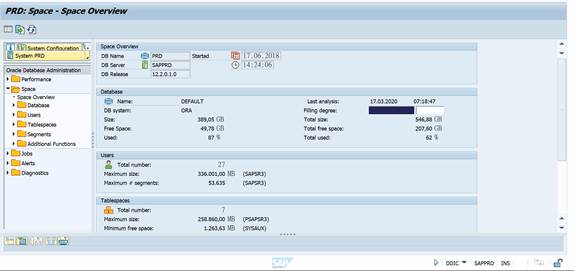 PRD: Space - Space Overview
System Configuration
System PRD
Oracle Database Administration
Performance
Space
Space Overview
Database
Users
Tablespaces
Segments
Additional Functions
Jobs
Alerts
Diagnostics
Space Overview
DB Name PRD Started 17.06.2018
DB Server SAPPRD 14:24:06
DB Release 12.2.0.1.0
Database
Name: DEFAULT Last analysis: 17.03.2020 07:18:47
DB system: ORA Filling degree:
Size: 389,05 GB Total size: 546,88 GB
Free Space: 49,78 GB Total free space: 207,60 GB
Used: 87 % Total used: 62 %
Users
Total number: 27
Maximum size: 336.001,00 MB (SAPSR3)
Maximum # segments: 53.635 (SAPSR3)
Tablespaces
Total number: 7
Maximum size: 258.860,00 MB (PSAPSR3)
Minimum free space: 1.263,63 MB (SYSAUX)
SAP
DDIC SAPPRD INS